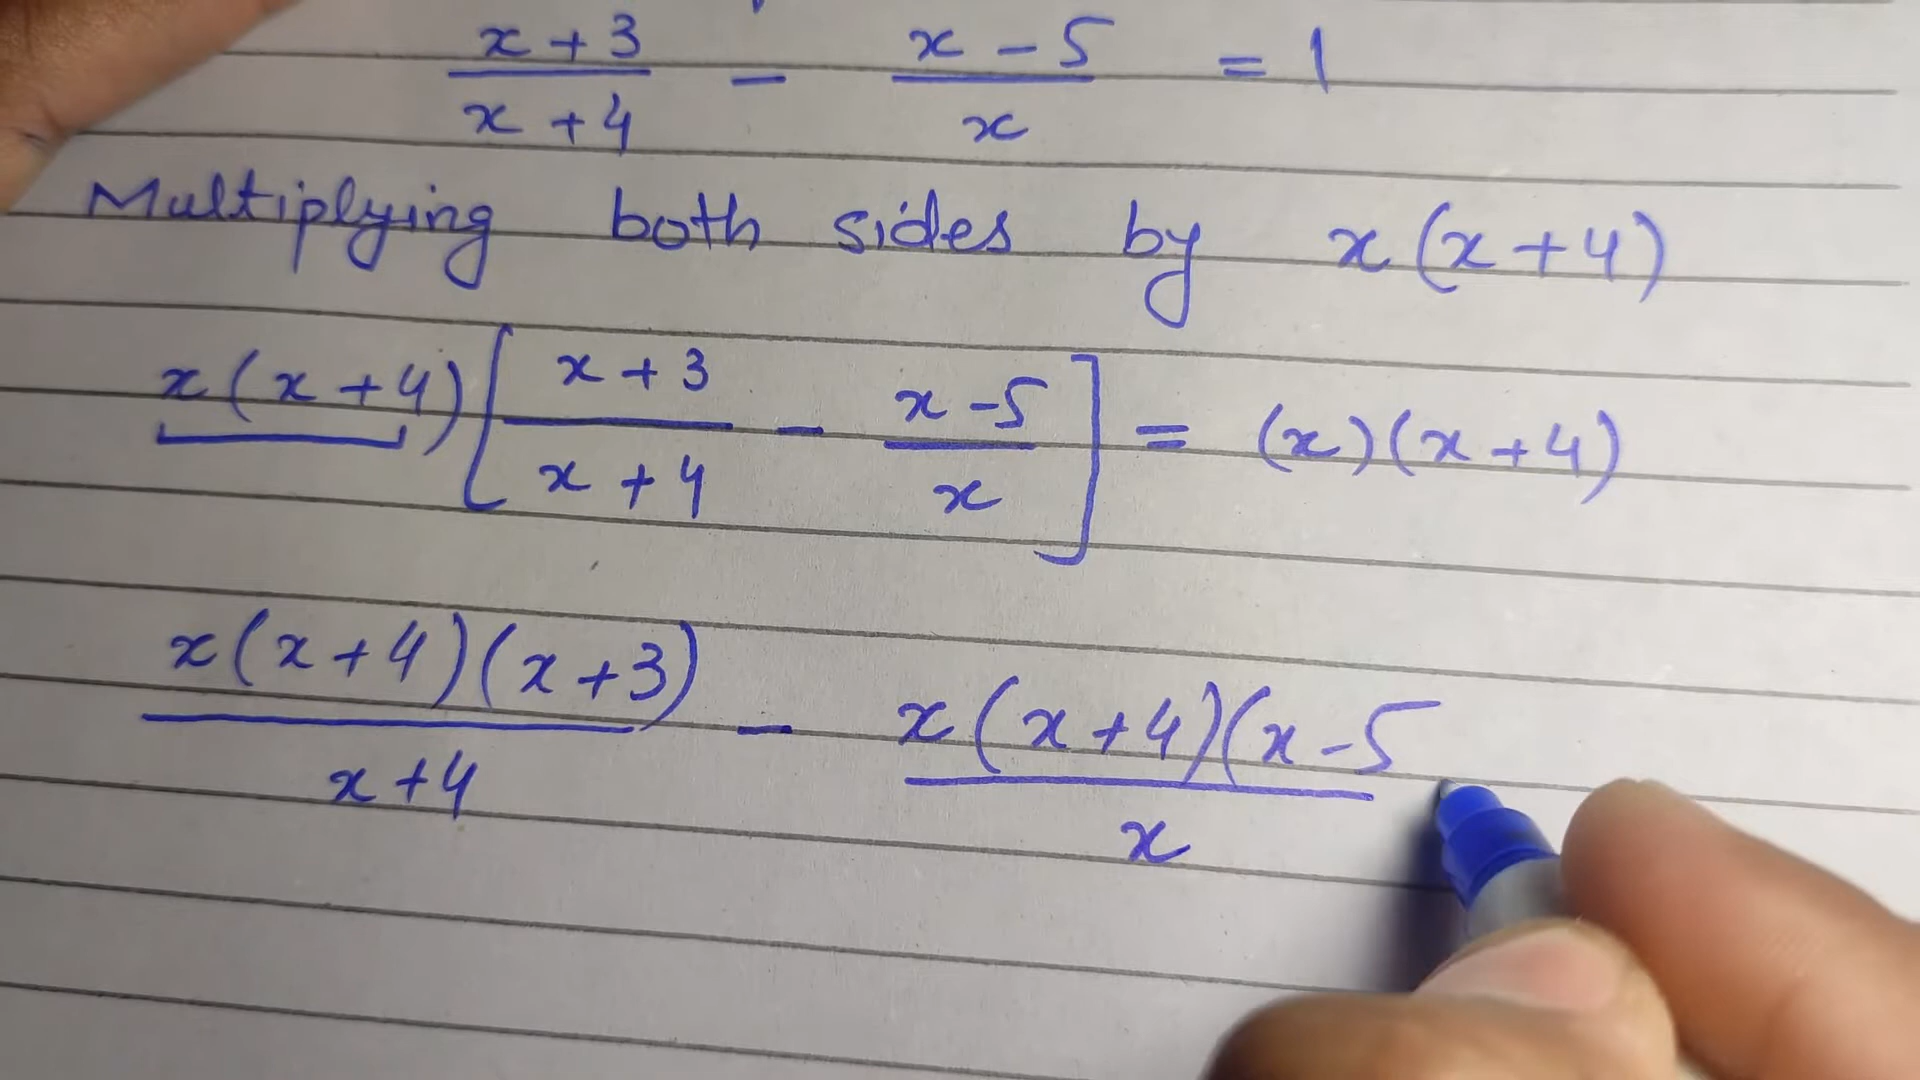 x + 3 / x + 4 - x - 5 / x = 1
Multiplying both sides by x(x+4)
x(x+4)[x+3 / x+4 - x-5 / x] = (x)(x+4)
x(x+4)(x+3) / x+4 - x(x+4)(x-5 / x